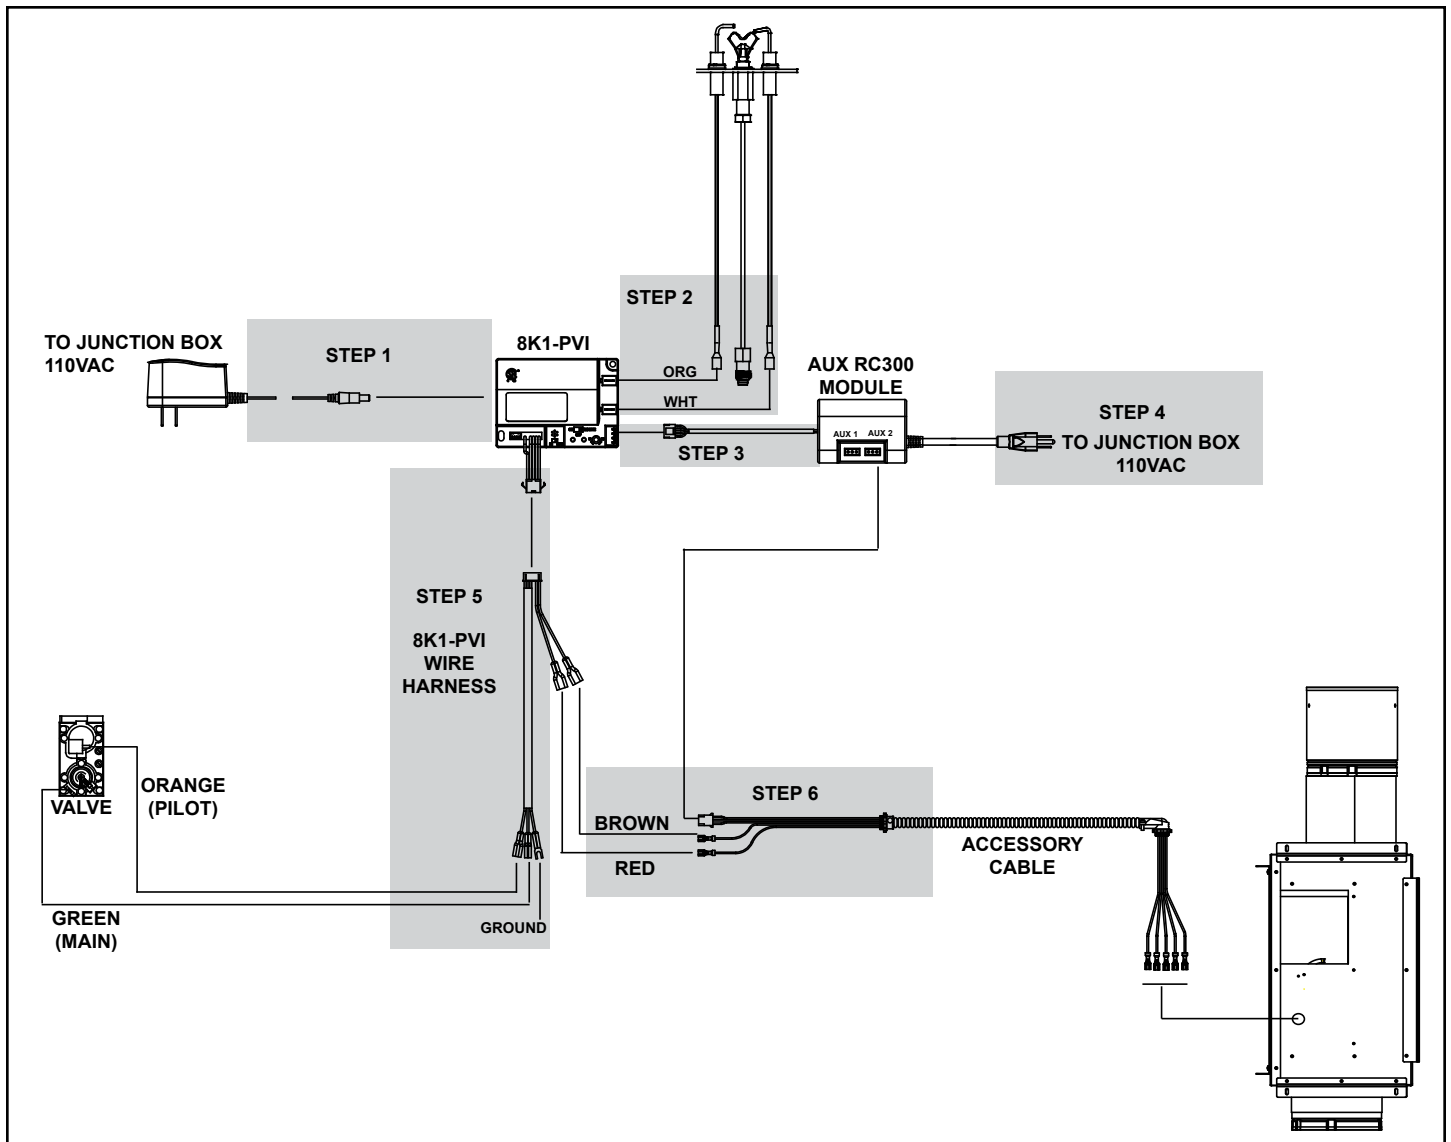 STEP 2
TO JUNCTION BOX
110VAC
STEP 1
8K1-PVI
ORG
WHT
AUX RC300
MODULE
AUX 1
AUX 2
STEP 3
STEP 4
TO JUNCTION BOX
110VAC
STEP 5
8K1-PVI
WIRE
HARNESS
VALVE
ORANGE
(PILOT)
GREEN
(MAIN)
GROUND
STEP 6
BROWN
RED
ACCESSORY
CABLE